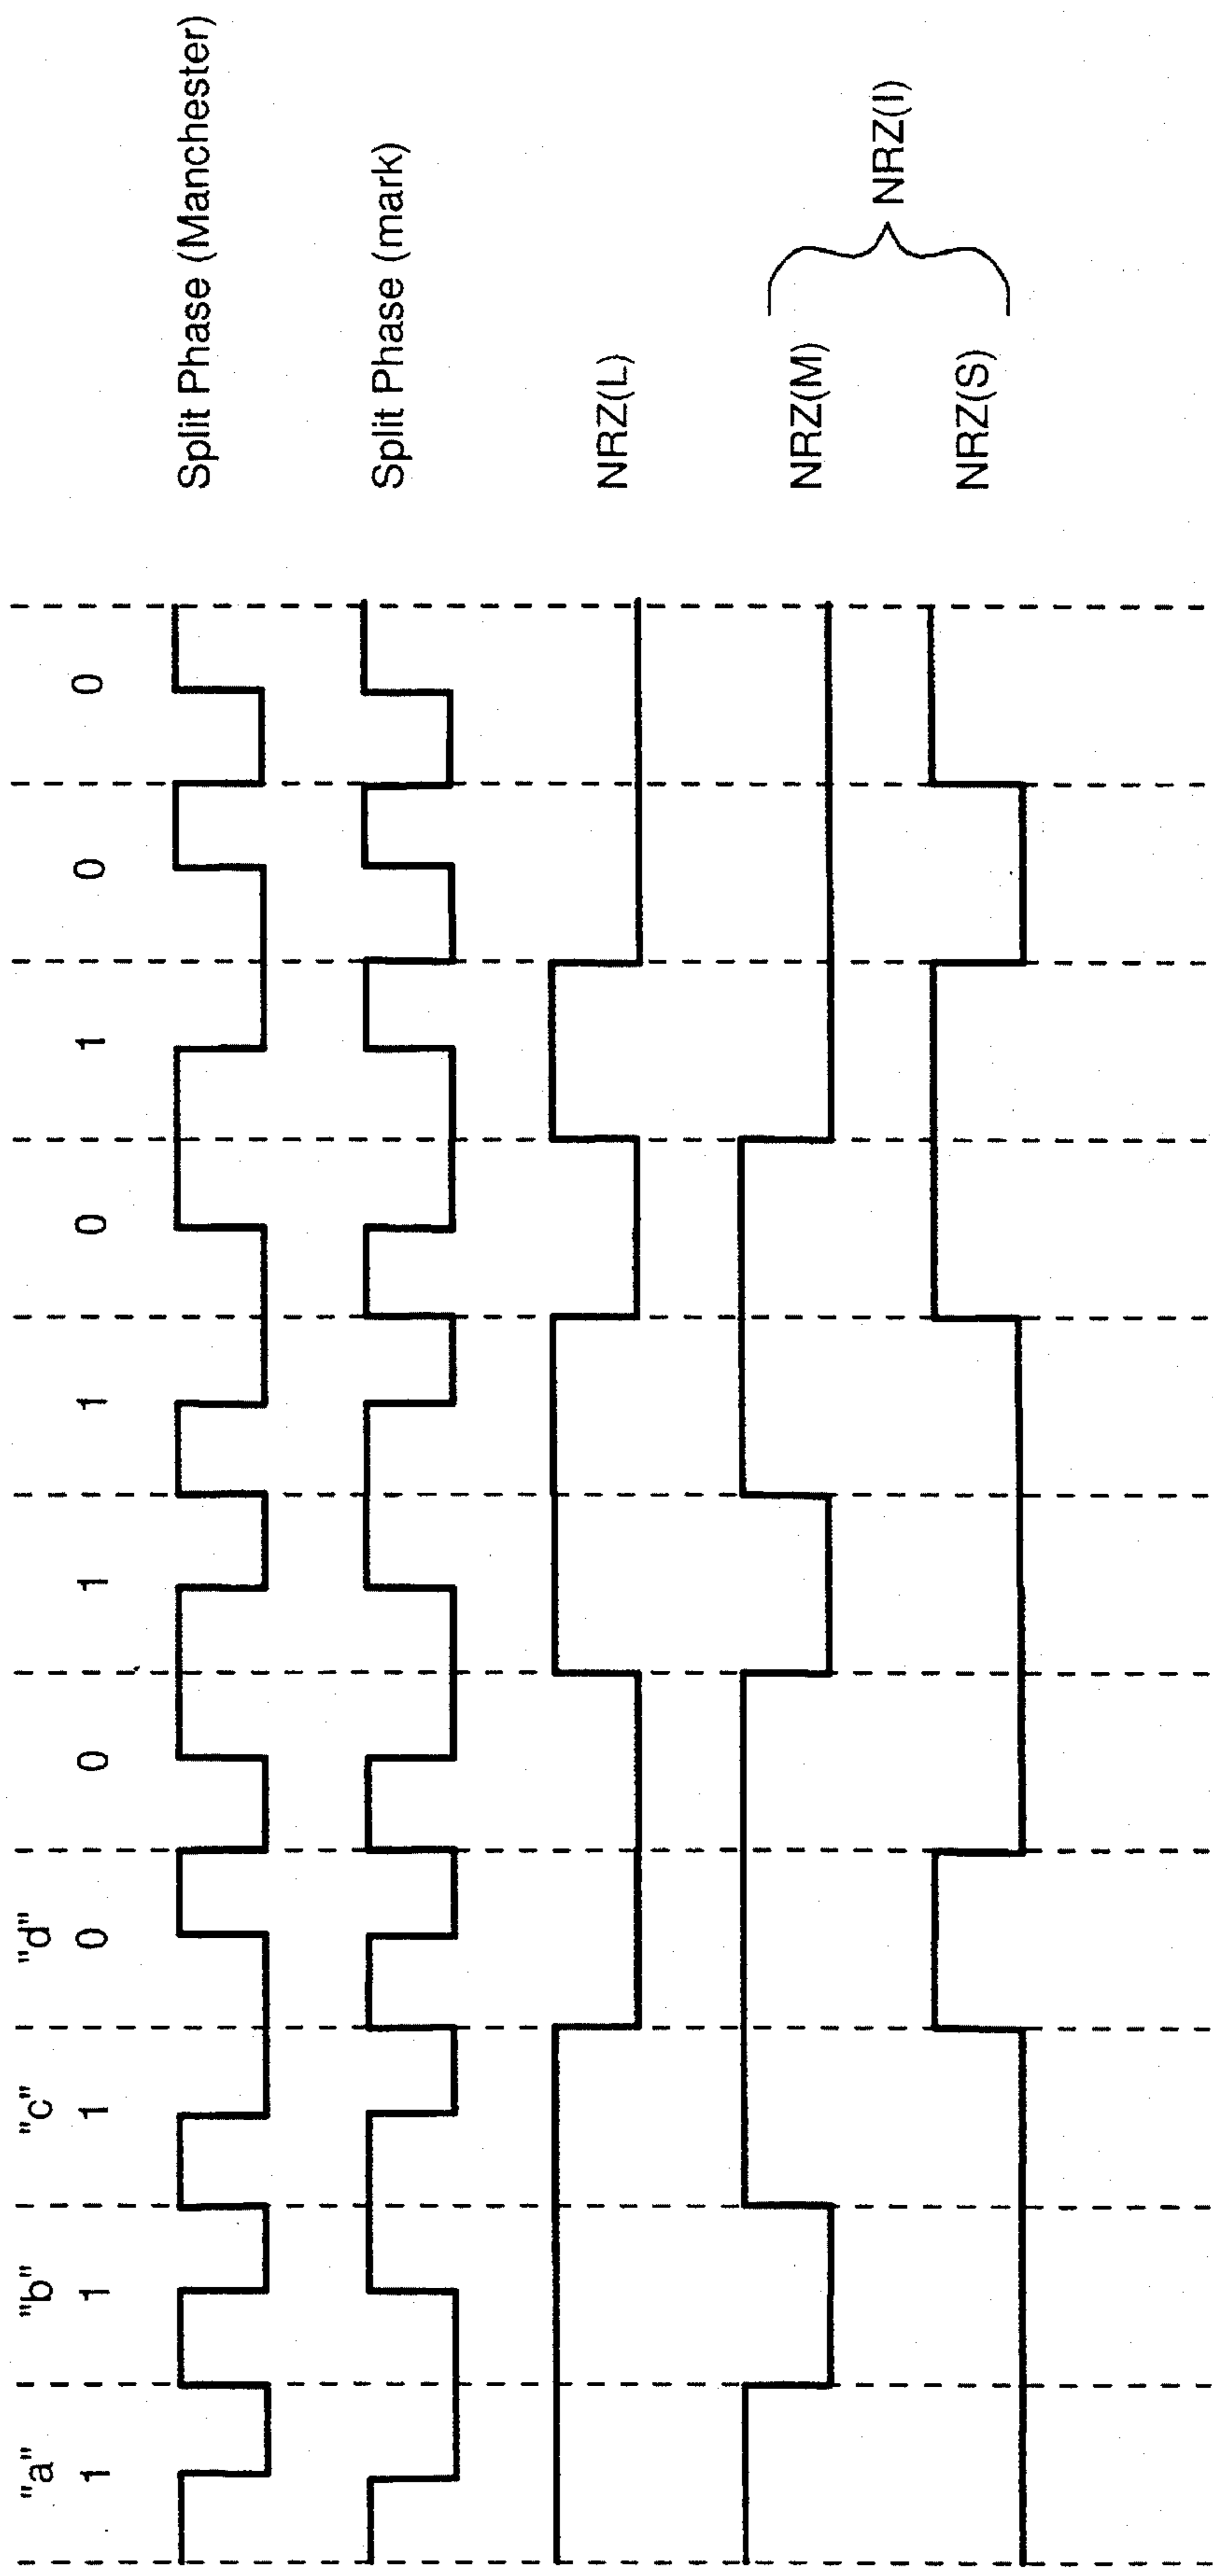 "a" "b" "c" "d"
1 1 1 0 0 1 1 0 1 0 0
Split Phase (Manchester)
Split Phase (mark)
NRZ(L)
NRZ(M)
NRZ(S)
NRZ(I)